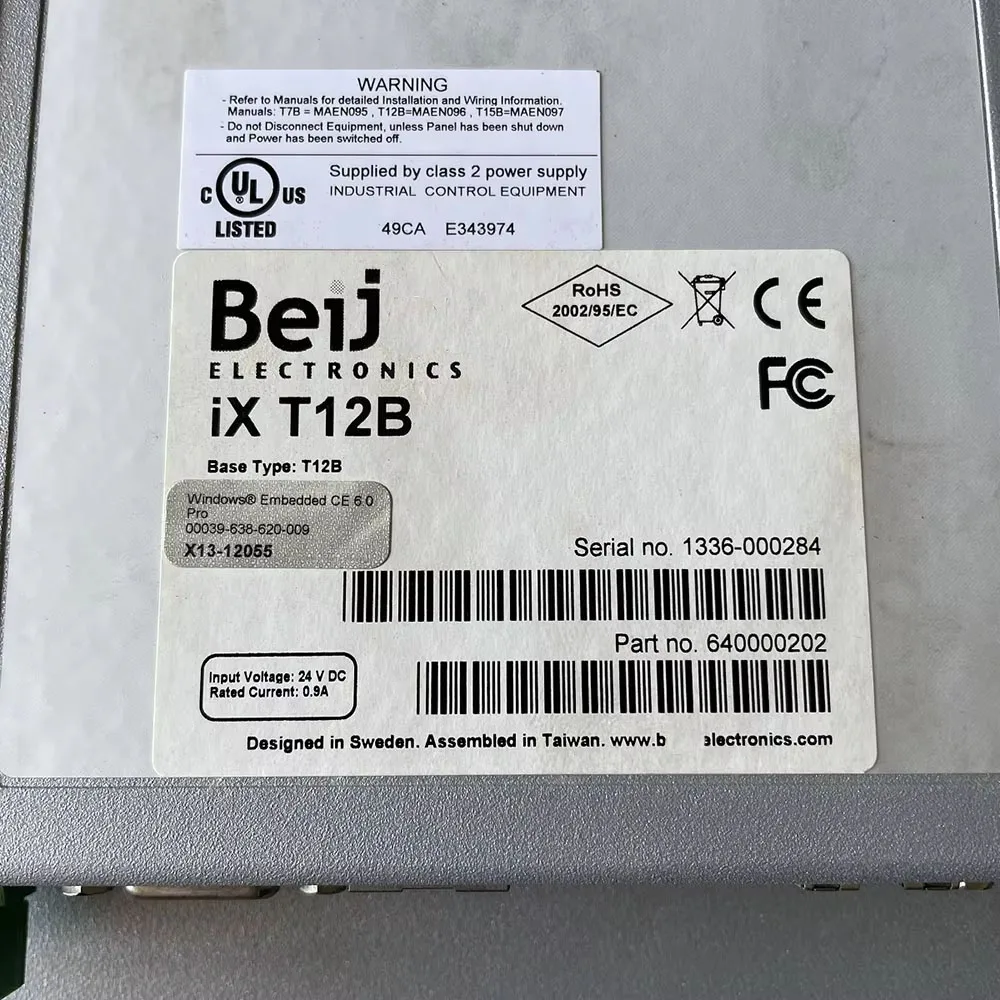 WARNING
- Refer to Manuals for detailed Installation and Wiring Information.
Manuals: T7B = MAEN095 , T12B=MAEN096 , T15B=MAEN097
- Do not Disconnect Equipment, unless Panel has been shut down
and Power has been switched off.
C UL ® US
LISTED
Supplied by class 2 power supply
INDUSTRIAL CONTROL EQUIPMENT
49CA E343974
Beij
ELECTRONICS
RoHS
2002/95/EC
CE
FC
iX T12B
Base Type: T12B
Windows® Embedded CE 6.0
Pro
00039-638-620-009
X13-12055
Serial no. 1336-000284
Part no. 640000202
Input Voltage: 24 V DC
Rated Current: 0.9A
Designed in Sweden. Assembled in Taiwan. www.b lectronics.com